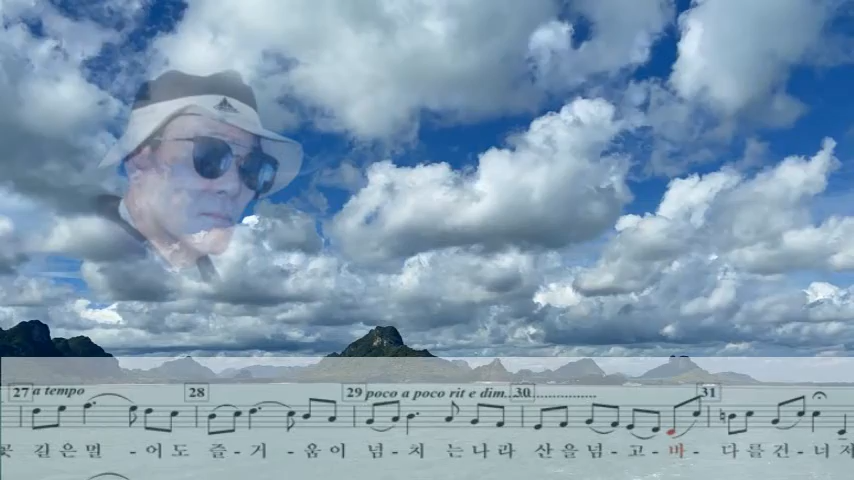 27 a tempo 28 29 poco a poco rit e dim...30................ 31
길은멀 - 어도 즐 - 거 - 움이 넘 - 치 는나라 산을넘 - 고 - 바 - 다를건 - 너저